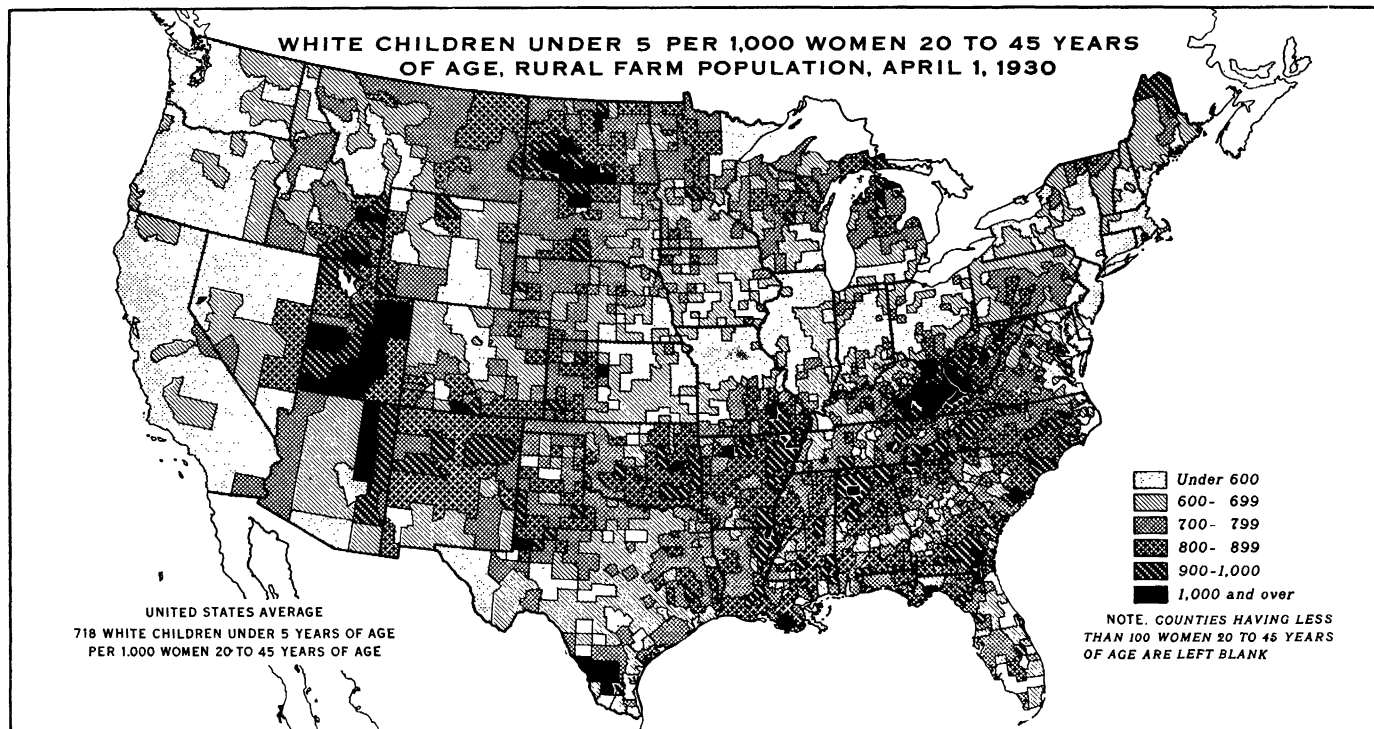 WHITE CHILDREN UNDER 5 PER 1,000 WOMEN 20 TO 45 YEARS
OF AGE, RURAL FARM POPULATION, APRIL 1, 1930
Under 600
600- 699
700- 799
800- 899
900-1,000
1,000 and over
NOTE. COUNTIES HAVING LESS
THAN 100 WOMEN 20 TO 45 YEARS
OF AGE ARE LEFT BLANK
UNITED STATES AVERAGE
718 WHITE CHILDREN UNDER 5 YEARS OF AGE
PER 1.000 WOMEN 20 TO 45 YEARS OF AGE